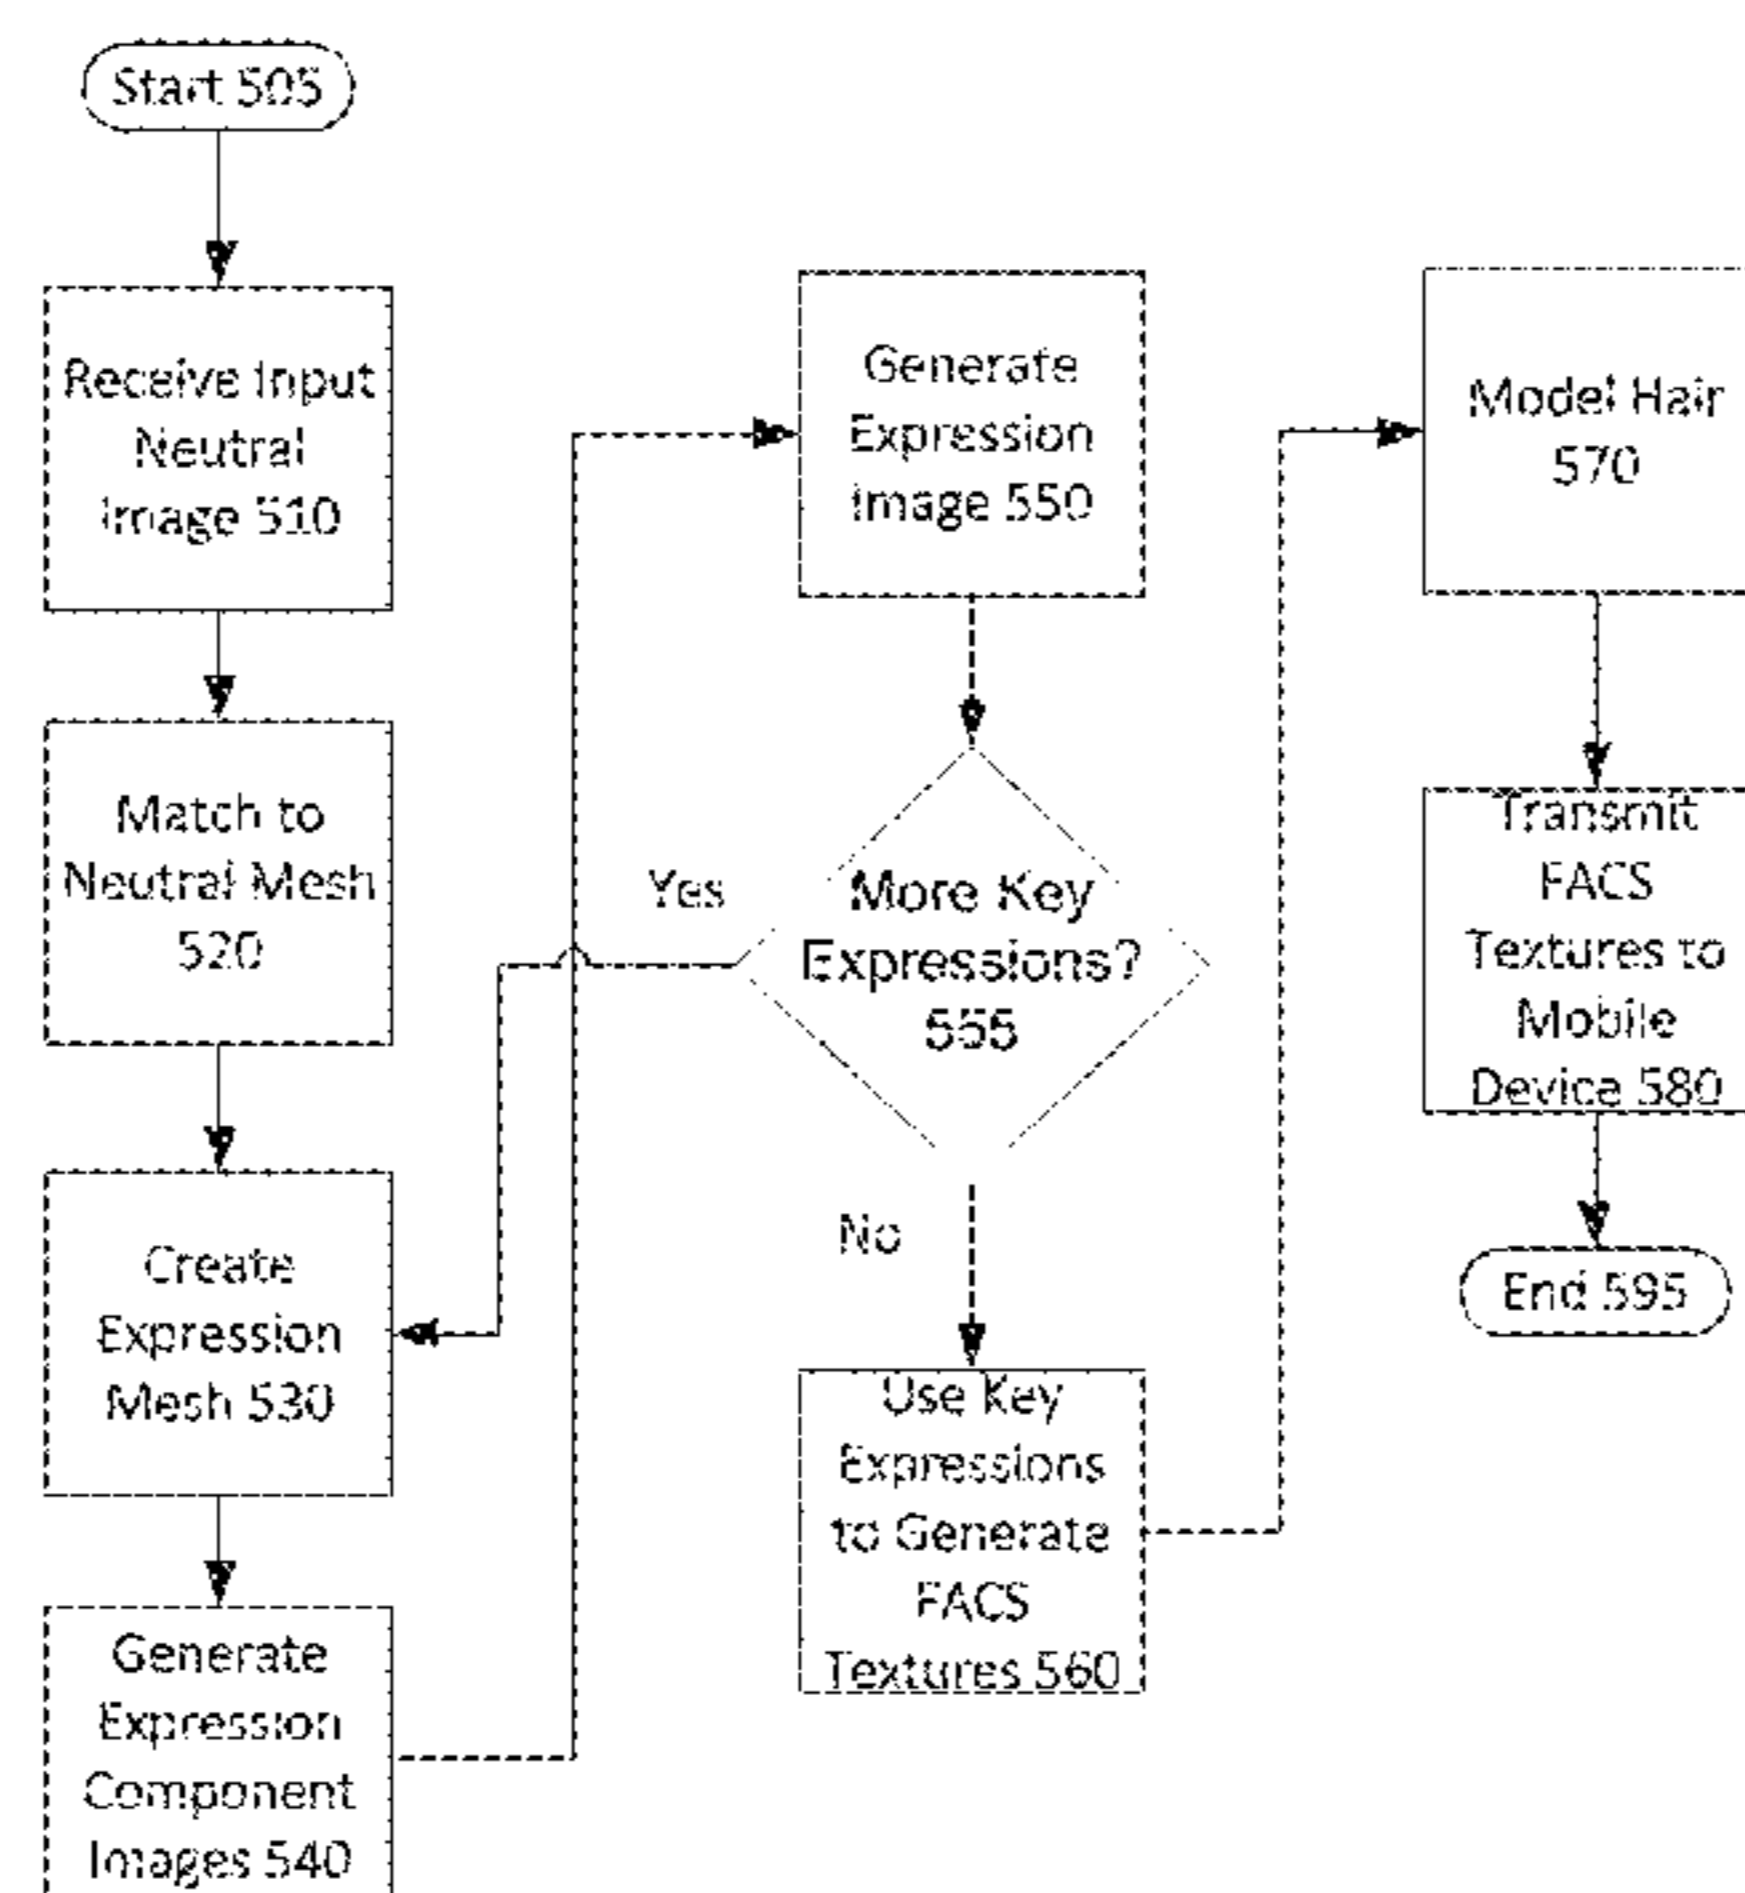 Start 505
Receive Input
Neutral
Image 510
Match to
Neutral Mesh
520
Create
Expression
Mesh 530
Generate
Expression
Component
Images 540
Generate
Expression
Image 550
Yes
More Key
Expressions?
555
No
Use Key
Expressions
to Generate
FACS
Textures 560
Model Hair
570
Transmit
FACS
Textures to
Mobile
Device 580
End 595